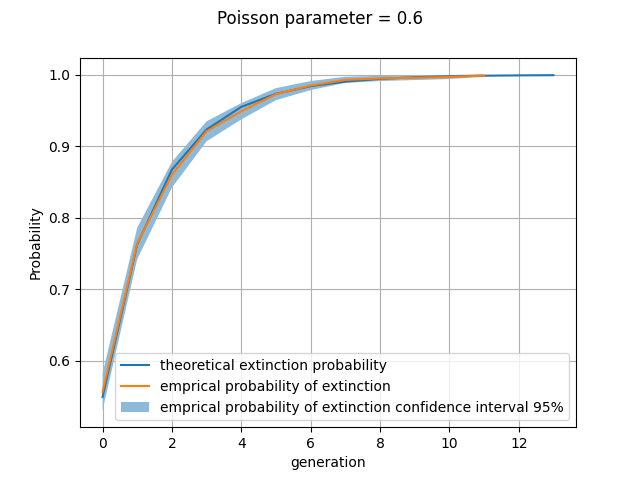 Poisson parameter = 0.6
1.0
0.9
0.8
0.7
0.6
Probability
theoretical extinction probability
emprical probability of extinction
emprical probability of extinction confidence interval 95%
0 2 4 6 8 10 12
generation